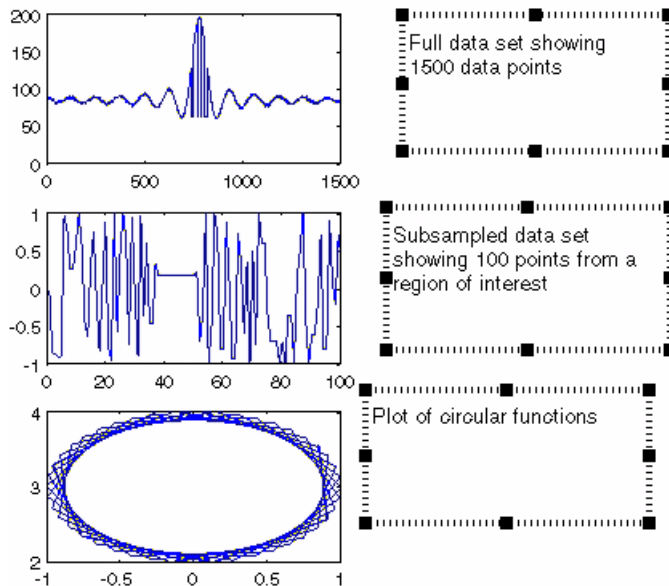 200
150
100
50
0
0 500 1000 1500
Full data set showing
1500 data points
1
0.5
0
-0.5
-1
0 20 40 60 80 100
Subsampled data set
showing 100 points from a
region of interest
4
3
2
-1 -0.5 0 0.5 1
Plot of circular functions